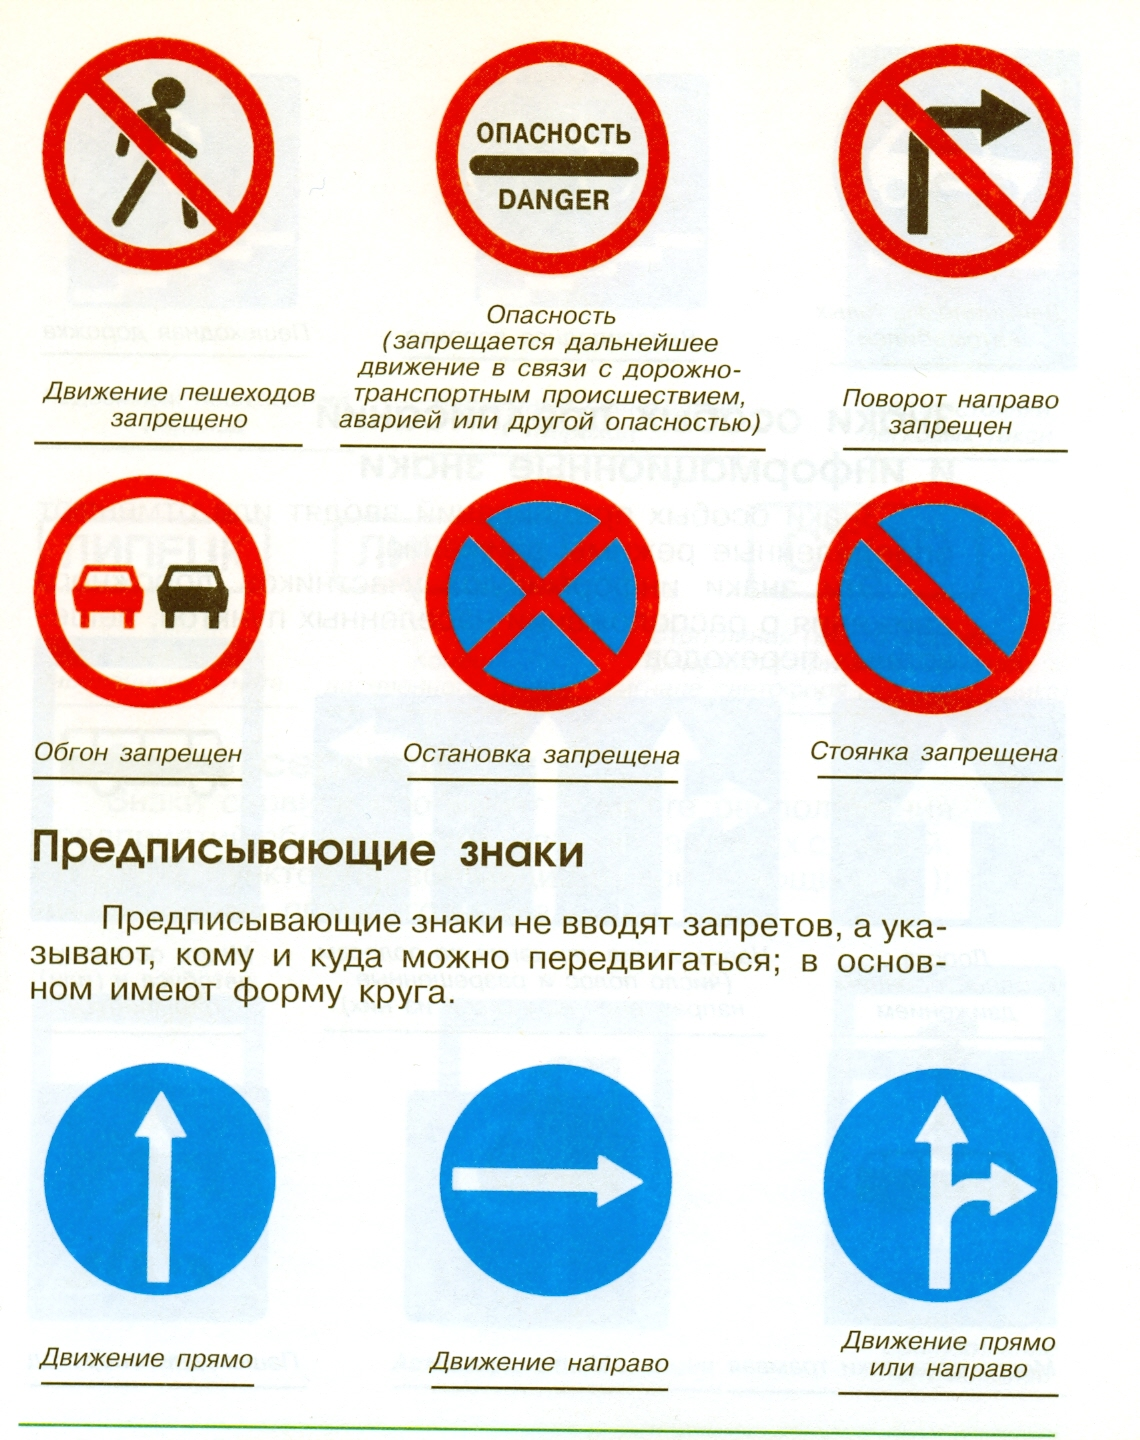 ОПАСНОСТЬ
DANGER
Движение пешеходов
запрещено
Опасность
(запрещается дальнейшее
движение в связи с дорожно-
транспортным происшествием,
аварией или другой опасностью)
Поворот направо
запрещен
Обгон запрещен
Остановка запрещена
Стоянка запрещена
Предписывающие знаки
Предписывающие знаки не вводят запретов, а ука-
зывают, кому и куда можно передвигаться; в основ-
ном имеют форму круга.
Движение прямо
Движение направо
Движение прямо
или направо